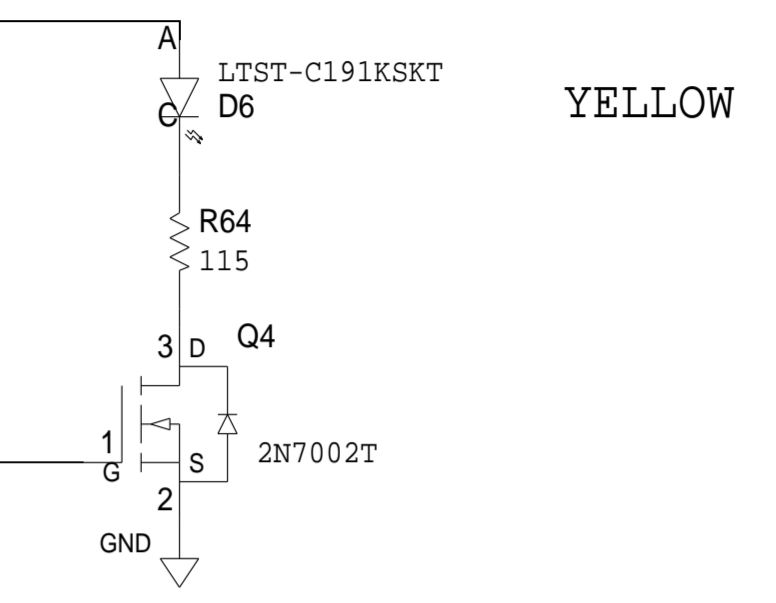 A
LTST-C191KSKT
C
D6
YELLOW
R64
115
Q4
3 D
1
G
S
2N7002T
2
GND